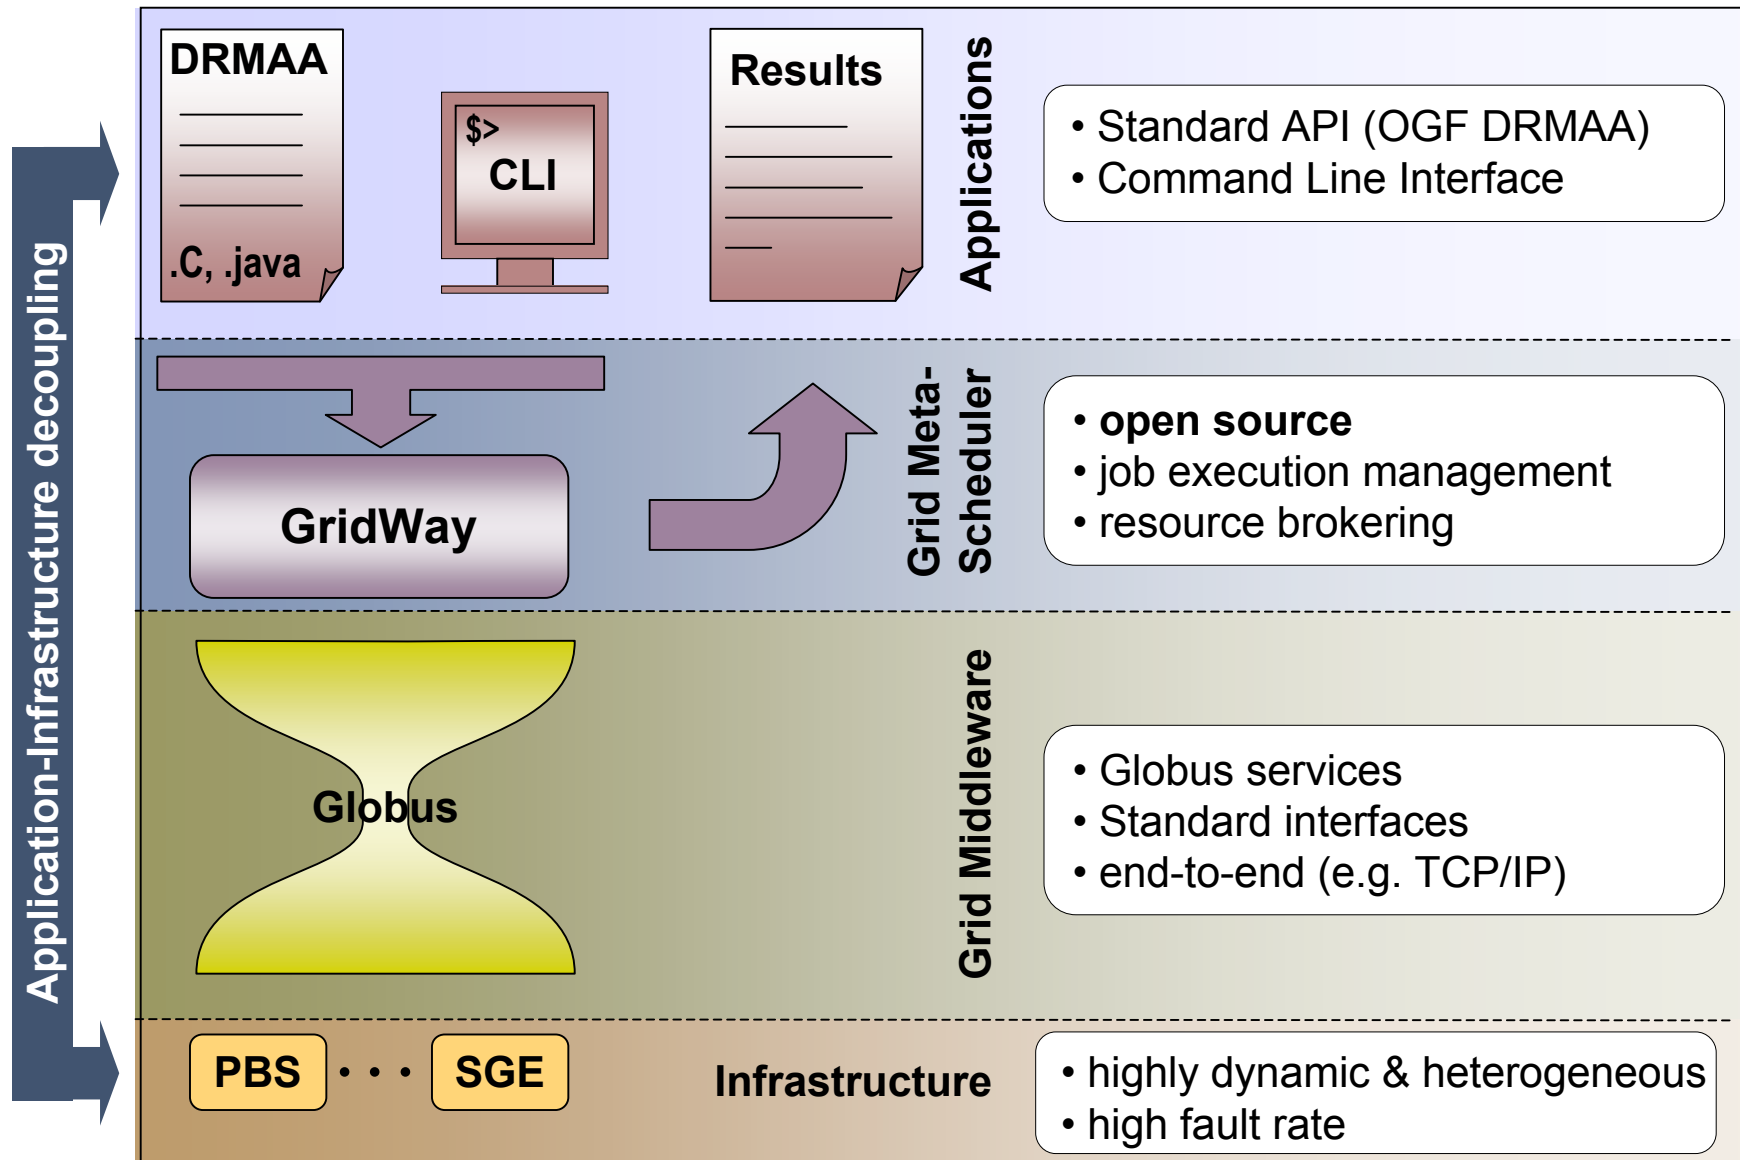 Application-Infrastructure decoupling
DRMAA
.C, .java
$>
CLI
Results
Applications
• Standard API (OGF DRMAA)
• Command Line Interface
GridWay
Grid Meta-
Scheduler
• open source
• job execution management
• resource brokering
Globus
Grid Middleware
• Globus services
• Standard interfaces
• end-to-end (e.g. TCP/IP)
PBS
• • •
SGE
Infrastructure
• highly dynamic & heterogeneous
• high fault rate